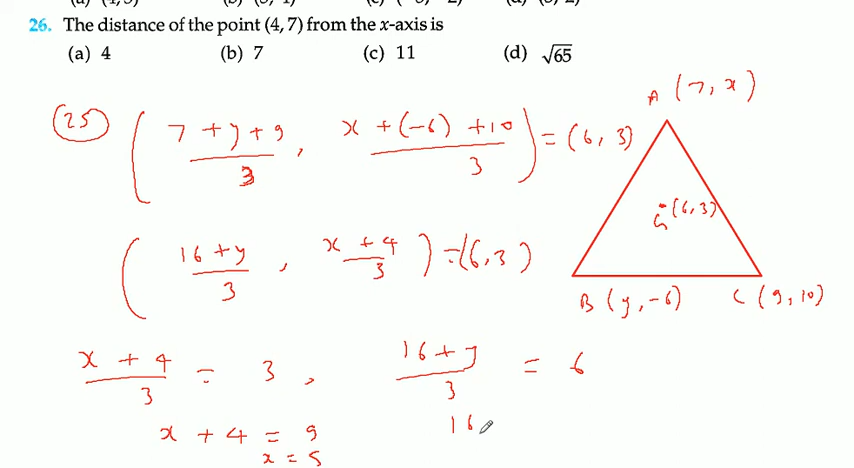 26. The distance of the point (4, 7) from the x-axis is
(a) 4 (b) 7 (c) 11 (d) √65
(25) ( 7 + y + 9 / 3 , x + (-6) + 10 / 3 ) = (6, 3)
A (7, x)
G (6, 3)
B (y, -6) C (9, 10)
( 16 + y / 3 , x + 4 / 3 ) = (6, 3)
x + 4 / 3 = 3 , 16 + y / 3 = 6
x + 4 = 9 16
x = 5